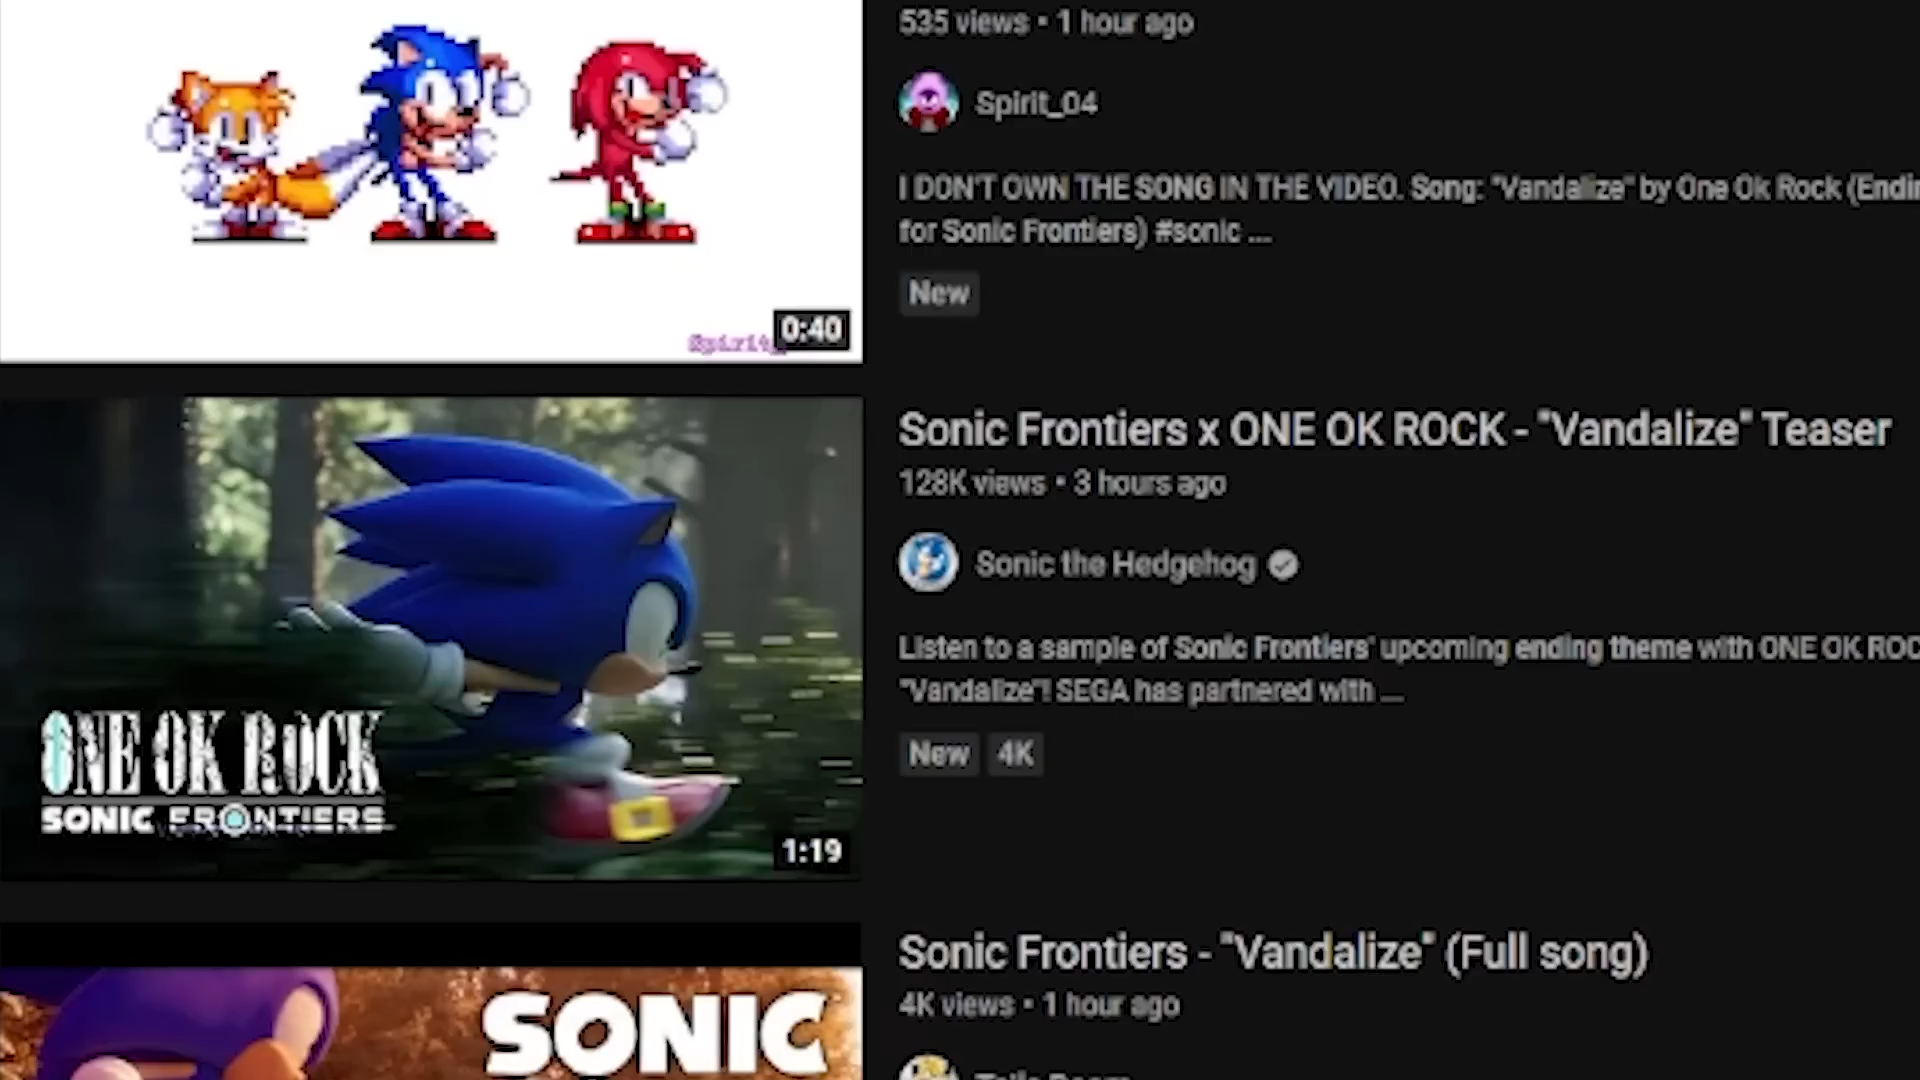 535 views • 1 hour ago
Spirit_04
I DON'T OWN THE SONG IN THE VIDEO. Song: "Vandalize" by One Ok Rock (Endin
for Sonic Frontiers) #sonic ...
New
Spirit_
0:40
Sonic Frontiers x ONE OK ROCK - "Vandalize" Teaser
128K views • 3 hours ago
Sonic the Hedgehog
Listen to a sample of Sonic Frontiers' upcoming ending theme with ONE OK ROC
"Vandalize"! SEGA has partnered with ...
New 4K
ONE OK ROCK
SONIC FRONTIERS
1:19
Sonic Frontiers - "Vandalize" (Full song)
4K views • 1 hour ago
SONIC